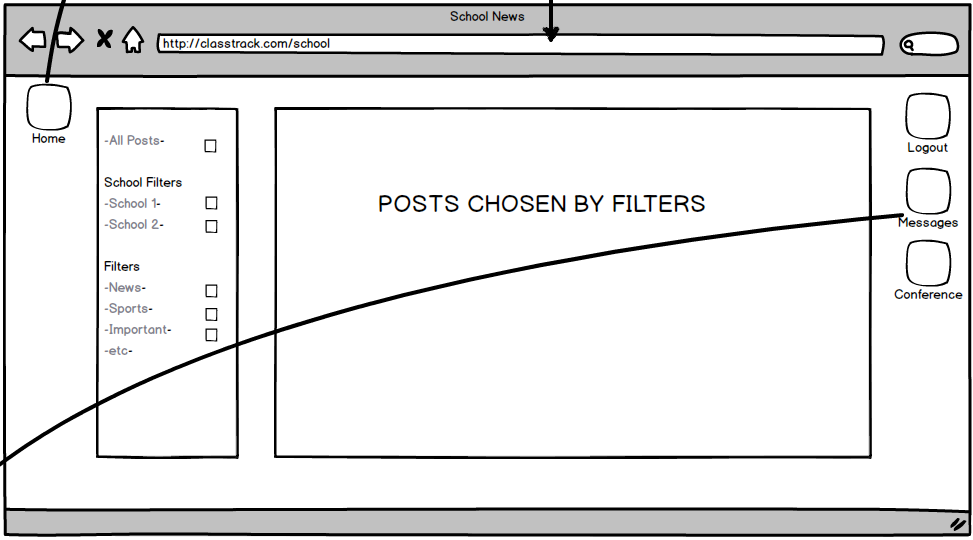 School News
http://classtrack.com/school
Home
-All Posts-
School Filters
-School 1-
-School 2-
Filters
-News-
-Sports-
-Important-
-etc-
POSTS CHOSEN BY FILTERS
Logout
Messages
Conference